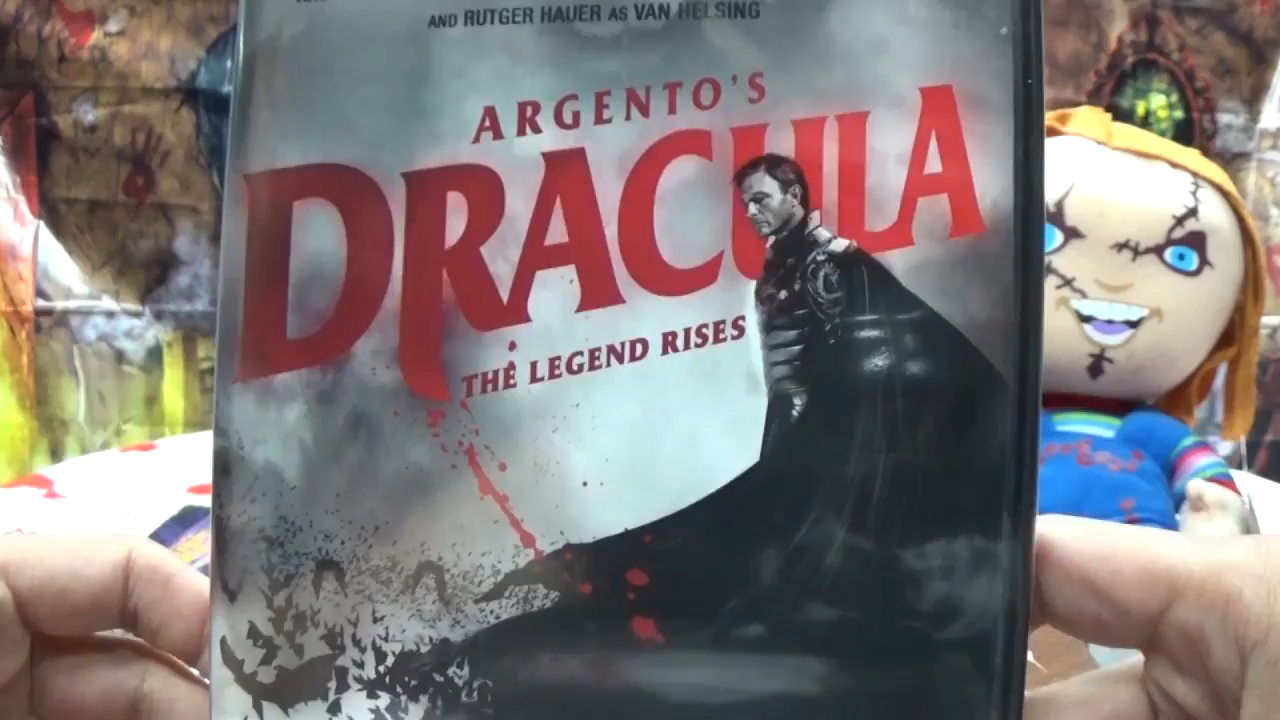 AND RUTGER HAUER AS VAN HELSING
ARGENTO'S
DRACULA
THE LEGEND RISES